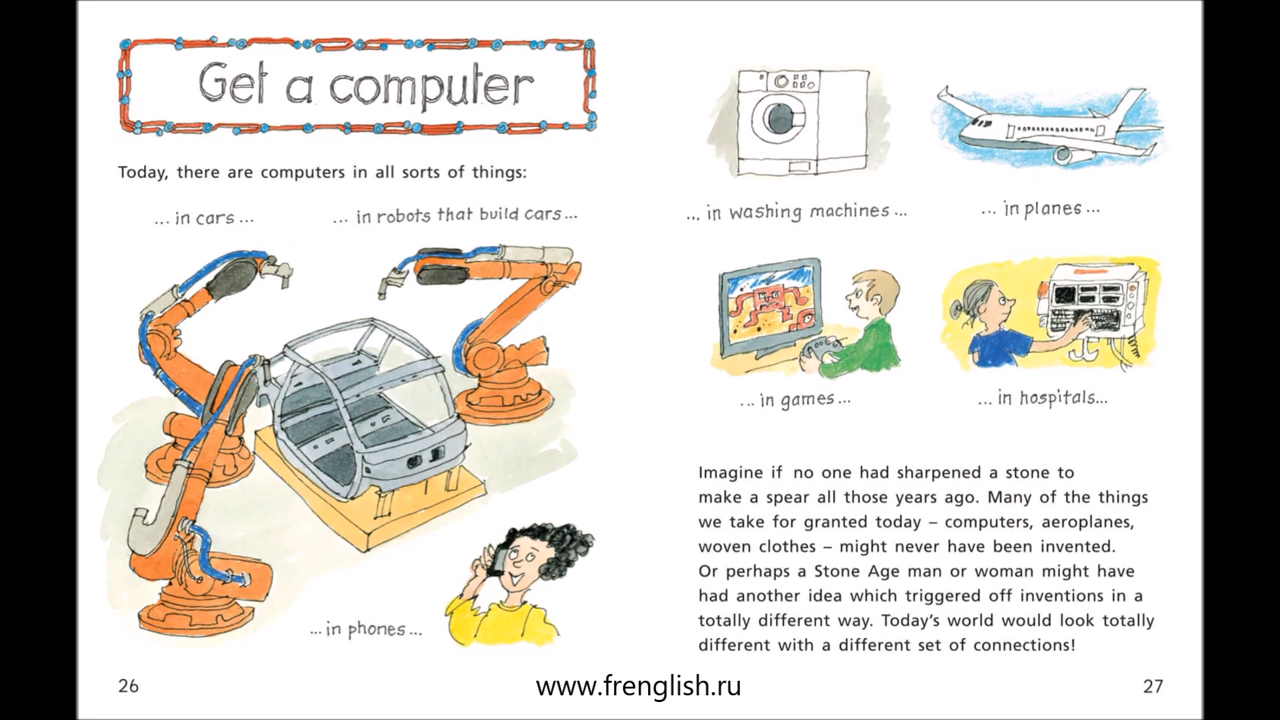 Get a computer
Today, there are computers in all sorts of things:
... in cars ...
... in robots that build cars...
...in phones...
26
... in washing machines ...
... in planes ...
... in games...
... in hospitals...
Imagine if no one had sharpened a stone to
make a spear all those years ago. Many of the things
we take for granted today – computers, aeroplanes,
woven clothes – might never have been invented.
Or perhaps a Stone Age man or woman might have
had another idea which triggered off inventions in a
totally different way. Today's world would look totally
different with a different set of connections!
27
www.frenglish.ru